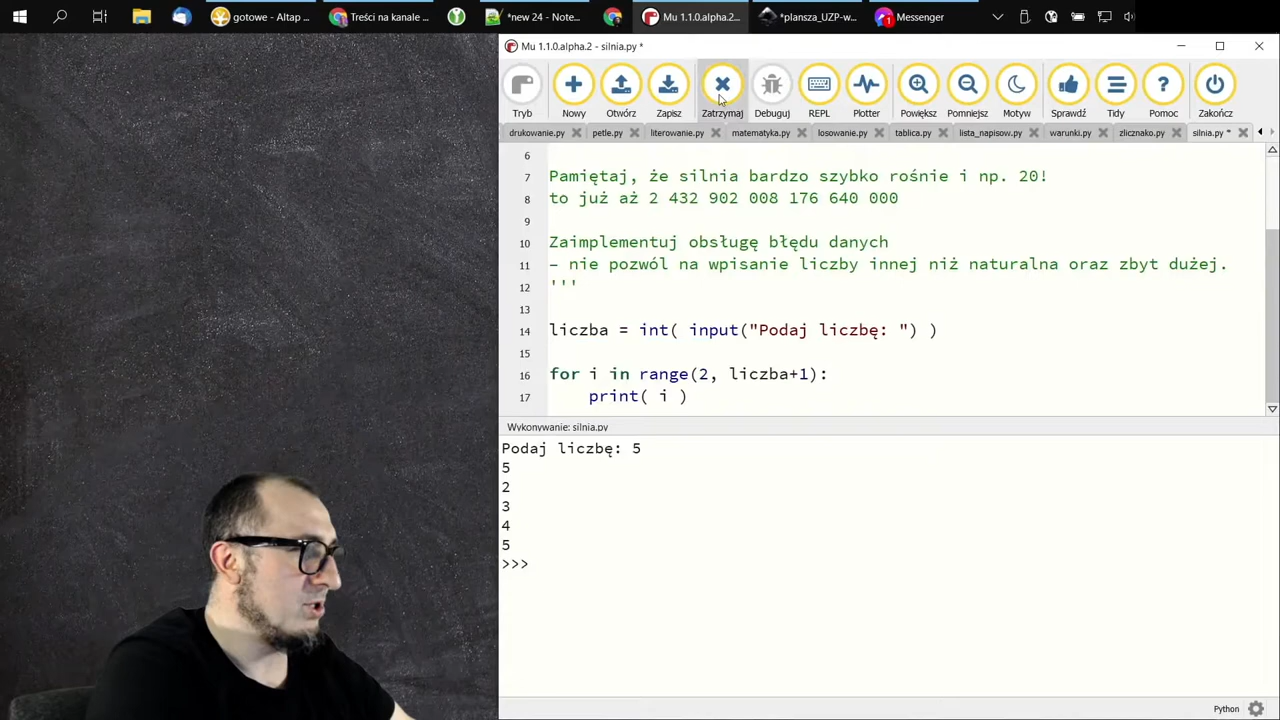 gotowe - Altap ...
Treści na kanale ...
*new 24 - Note...
Mu 1.1.0.alpha.2...
*plansza_UZP-w...
Messenger
1
Mu 1.1.0.alpha.2 - silnia.py *
Tryb Nowy Otwórz Zapisz Zatrzymaj Debuguj REPL Plotter Powiększ Pomniejsz Motyw Sprawdź Tidy Pomoc Zakończ
drukowanie.py petle.py literowanie.py matematyka.py losowanie.py tablica.py lista_napisow.py warunki.py zlicznako.py silnia.py *
6
7 Pamiętaj, że silnia bardzo szybko rośnie i np. 20!
8 to już aż 2 432 902 008 176 640 000
9
10 Zaimplementuj obsługę błędu danych
11 – nie pozwól na wpisanie liczby innej niż naturalna oraz zbyt dużej.
12 '''
13
14 liczba = int( input("Podaj liczbę: ") )
15
16 for i in range(2, liczba+1):
17 print( i )
Wykonywanie: silnia.py
Podaj liczbę: 5
5
2
3
4
5
>>>
Python